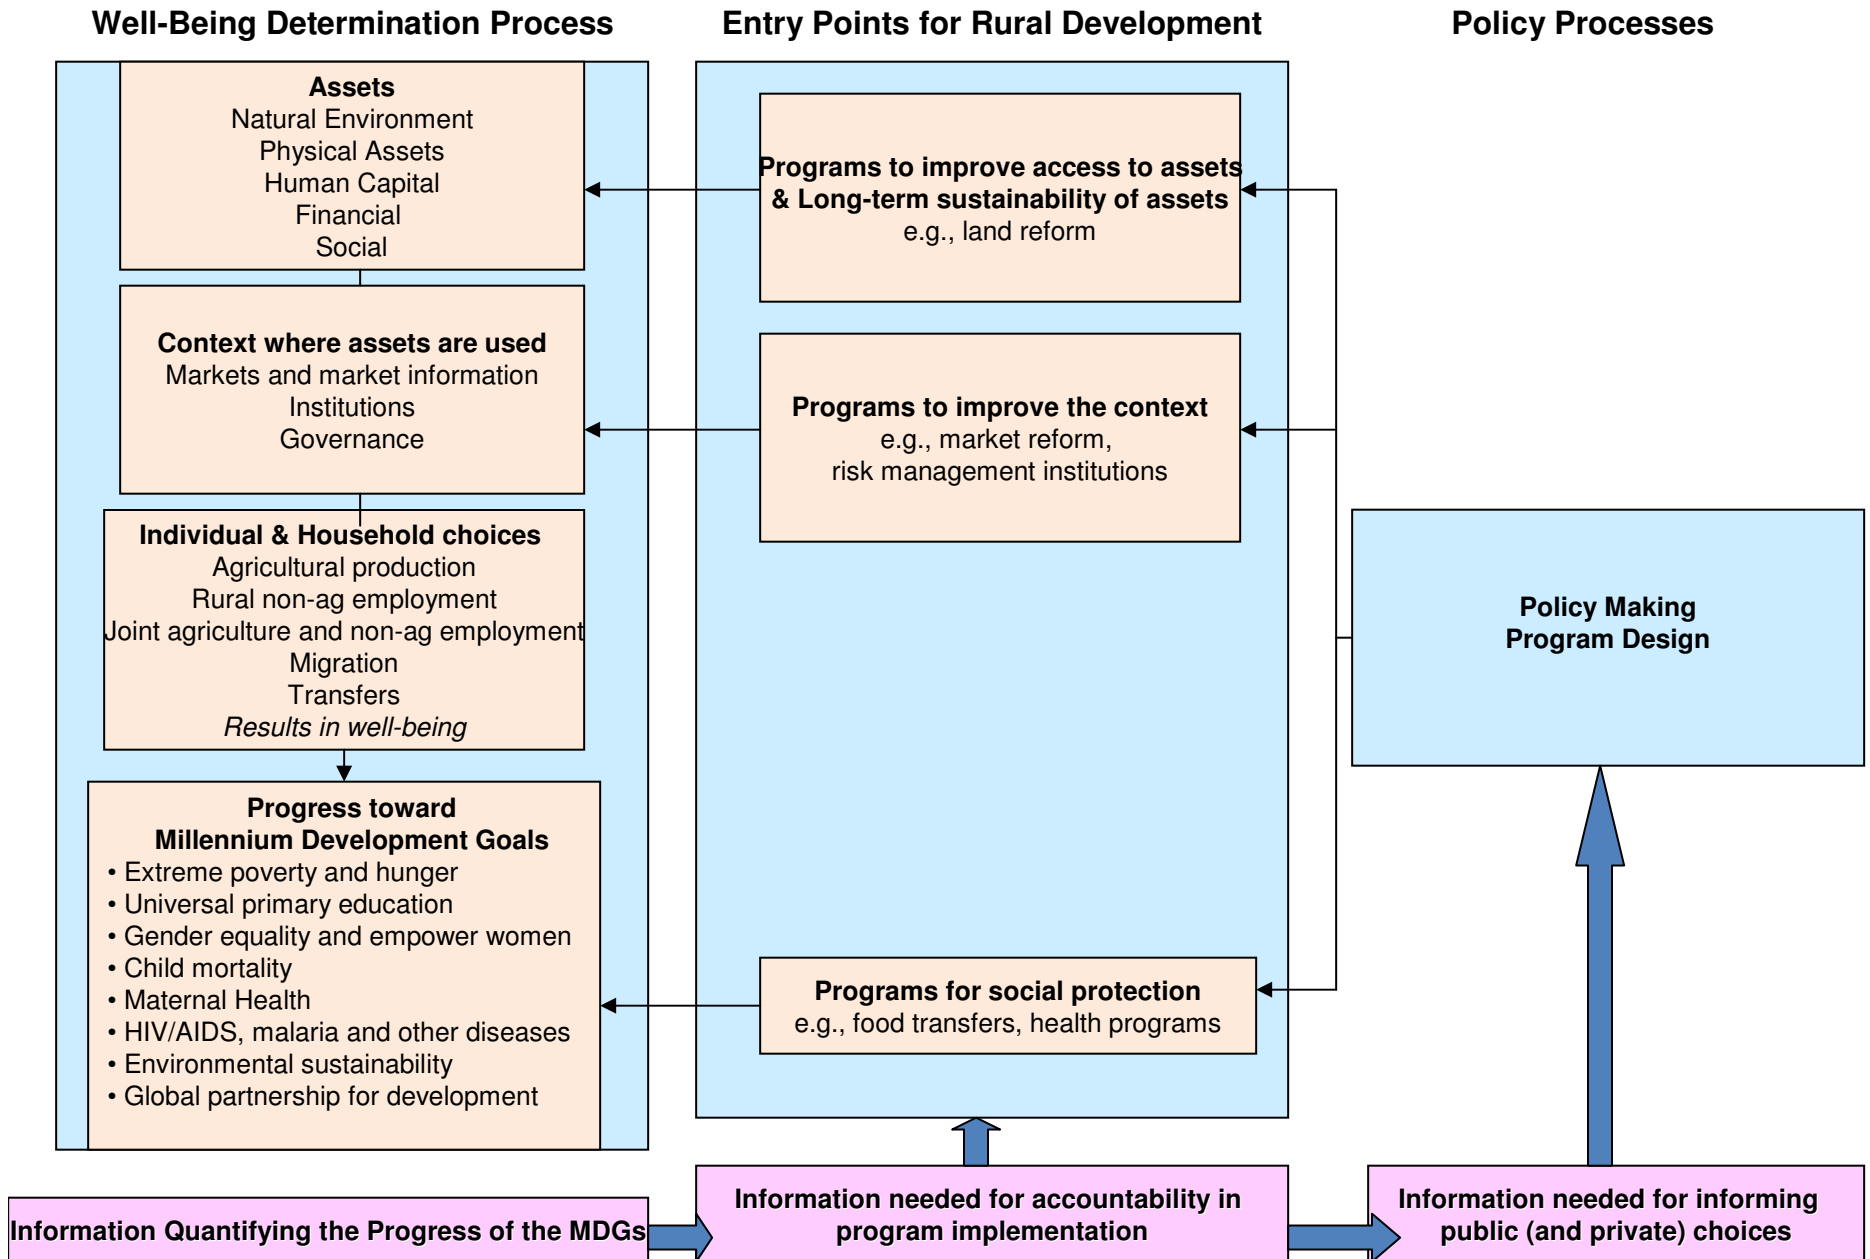 Well-Being Determination Process
Entry Points for Rural Development
Policy Processes
Assets
Natural Environment
Physical Assets
Human Capital
Financial
Social
Context where assets are used
Markets and market information
Institutions
Governance
Individual & Household choices
Agricultural production
Rural non-ag employment
Joint agriculture and non-ag employment
Migration
Transfers
Results in well-being
Progress toward
Millennium Development Goals
• Extreme poverty and hunger
• Universal primary education
• Gender equality and empower women
• Child mortality
• Maternal Health
• HIV/AIDS, malaria and other diseases
• Environmental sustainability
• Global partnership for development
Programs to improve access to assets
& Long-term sustainability of assets
e.g., land reform
Programs to improve the context
e.g., market reform,
risk management institutions
Programs for social protection
e.g., food transfers, health programs
Policy Making
Program Design
Information Quantifying the Progress of the MDGs
Information needed for accountability in
program implementation
Information needed for informing
public (and private) choices